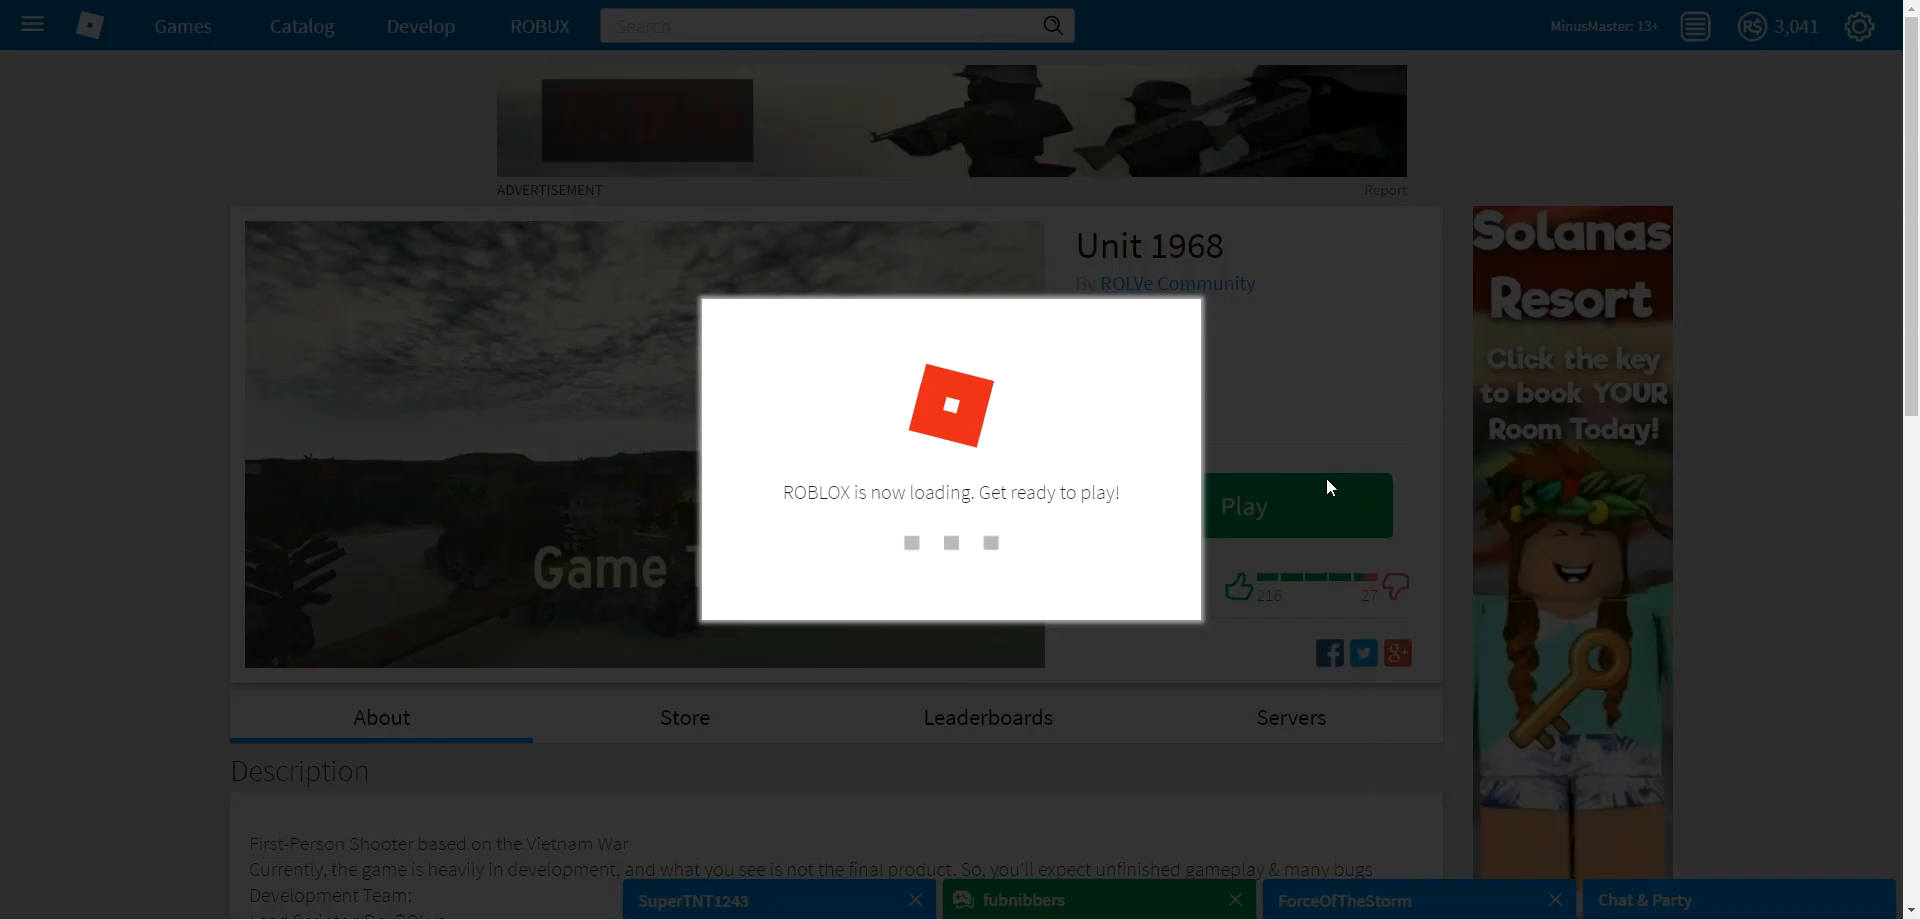 Games
Catalog
Develop
ROBUX
Search...
MinusMaster: 13+
R$ 3,041
ADVERTISEMENT
Report
Unit 1968
By ROLVe Community
Solanas
Resort
Click the key
to book YOUR
Room Today!
ROBLOX is now loading. Get ready to play!
Play
Game
216
27
About
Store
Leaderboards
Servers
Description
First-Person Shooter based on the Vietnam War
Currently, the game is heavily in development, and what you see is not the final product. So, you'll expect unfinished gameplay & many bugs
Development Team:
SuperTNT1243
fubnibbers
ForceOfTheStorm
Chat & Party